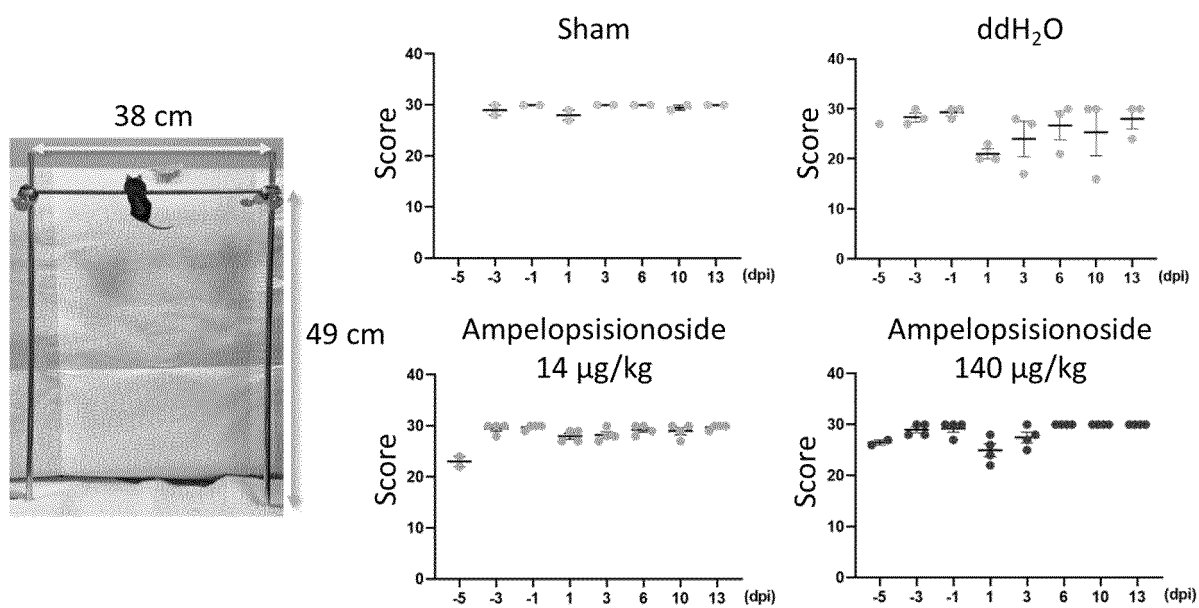 38 cm
49 cm
Sham
Score
40
30
20
10
0
-5 -3 -1 1 3 6 10 13 (dpi)
ddH₂O
Score
40
30
20
10
0
-5 -3 -1 1 3 6 10 13 (dpi)
Ampelopsisionoside
14 µg/kg
Score
40
30
20
10
0
-5 -3 -1 1 3 6 10 13 (dpi)
Ampelopsisionoside
140 µg/kg
Score
40
30
20
10
0
-5 -3 -1 1 3 6 10 13 (dpi)